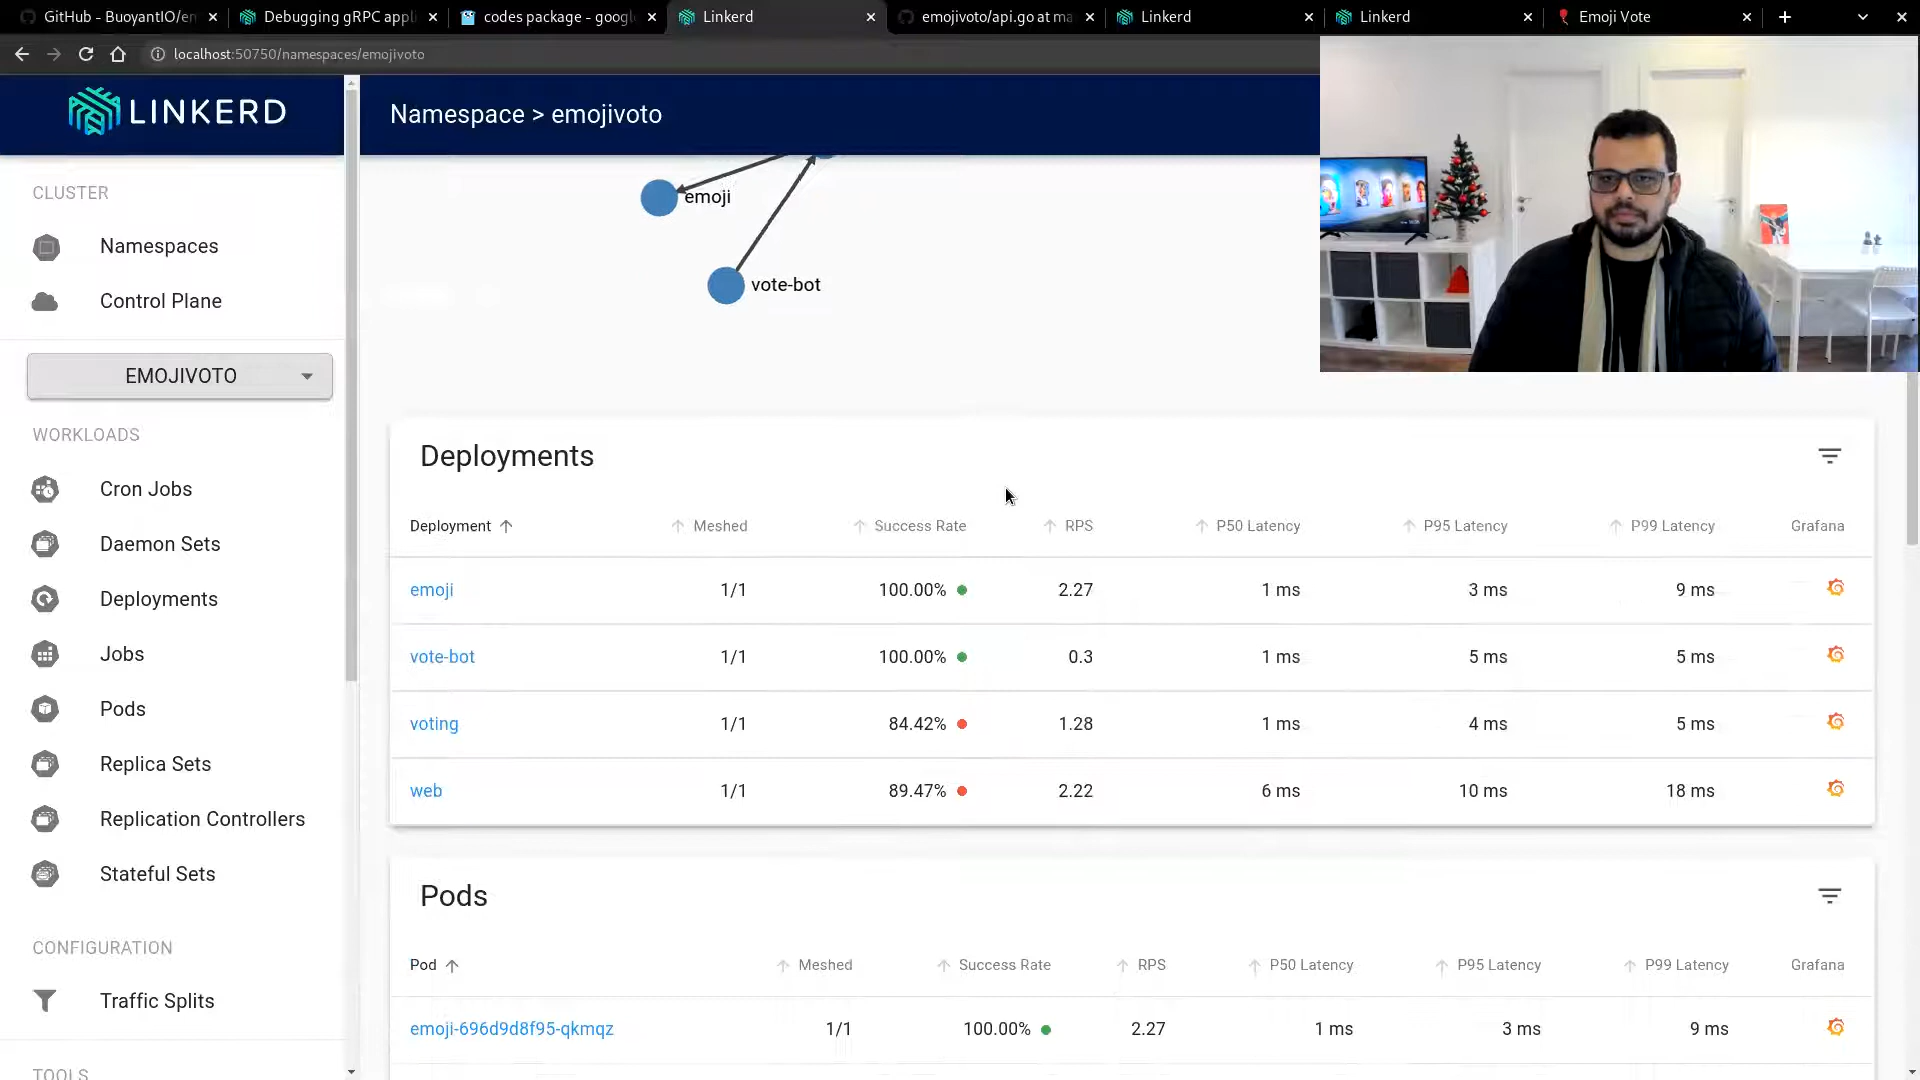 GitHub - BuoyantIO/en
Debugging gRPC appl
codes package - googl
Linkerd
emojivoto/api.go at ma
Linkerd
Linkerd
Emoji Vote
localhost:50750/namespaces/emojivoto
LINKERD
Namespace > emojivoto
CLUSTER
Namespaces
Control Plane
EMOJIVOTO
WORKLOADS
Cron Jobs
Daemon Sets
Deployments
Jobs
Pods
Replica Sets
Replication Controllers
Stateful Sets
CONFIGURATION
Traffic Splits
TOOLS
emoji
vote-bot
Deployments
Deployment Meshed Success Rate RPS P50 Latency P95 Latency P99 Latency Grafana
emoji 1/1 100.00% 2.27 1 ms 3 ms 9 ms
vote-bot 1/1 100.00% 0.3 1 ms 5 ms 5 ms
voting 1/1 84.42% 1.28 1 ms 4 ms 5 ms
web 1/1 89.47% 2.22 6 ms 10 ms 18 ms
Pods
Pod Meshed Success Rate RPS P50 Latency P95 Latency P99 Latency Grafana
emoji-696d9d8f95-qkmqz 1/1 100.00% 2.27 1 ms 3 ms 9 ms